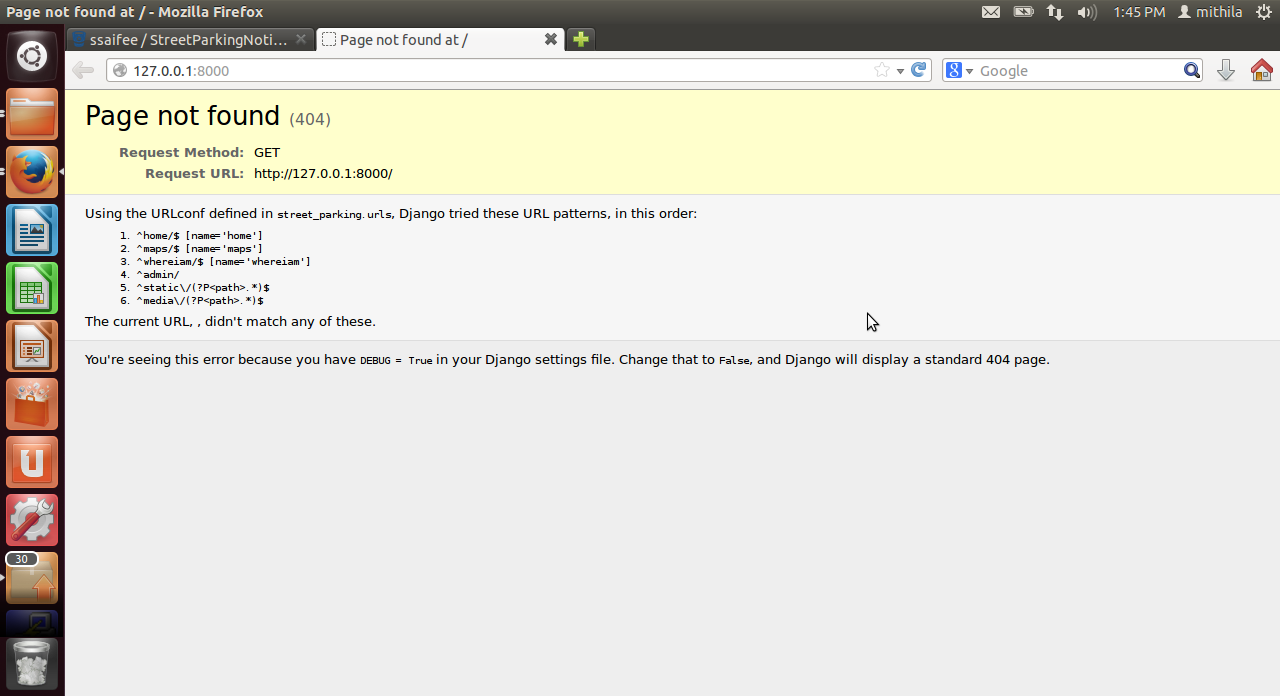 Page not found at / - Mozilla Firefox
1:45 PM mithila
ssaifee / StreetParkingNoti...
Page not found at /
127.0.0.1:8000
8 Google
Page not found (404)
Request Method: GET
Request URL: http://127.0.0.1:8000/
Using the URLconf defined in street_parking.urls, Django tried these URL patterns, in this order:
1. ^home/$ [name='home']
2. ^maps/$ [name='maps']
3. ^whereiam/$ [name='whereiam']
4. ^admin/
5. ^static\/(?P<path>.*)$
6. ^media\/(?P<path>.*)$
The current URL, , didn't match any of these.
You're seeing this error because you have DEBUG = True in your Django settings file. Change that to False, and Django will display a standard 404 page.
30